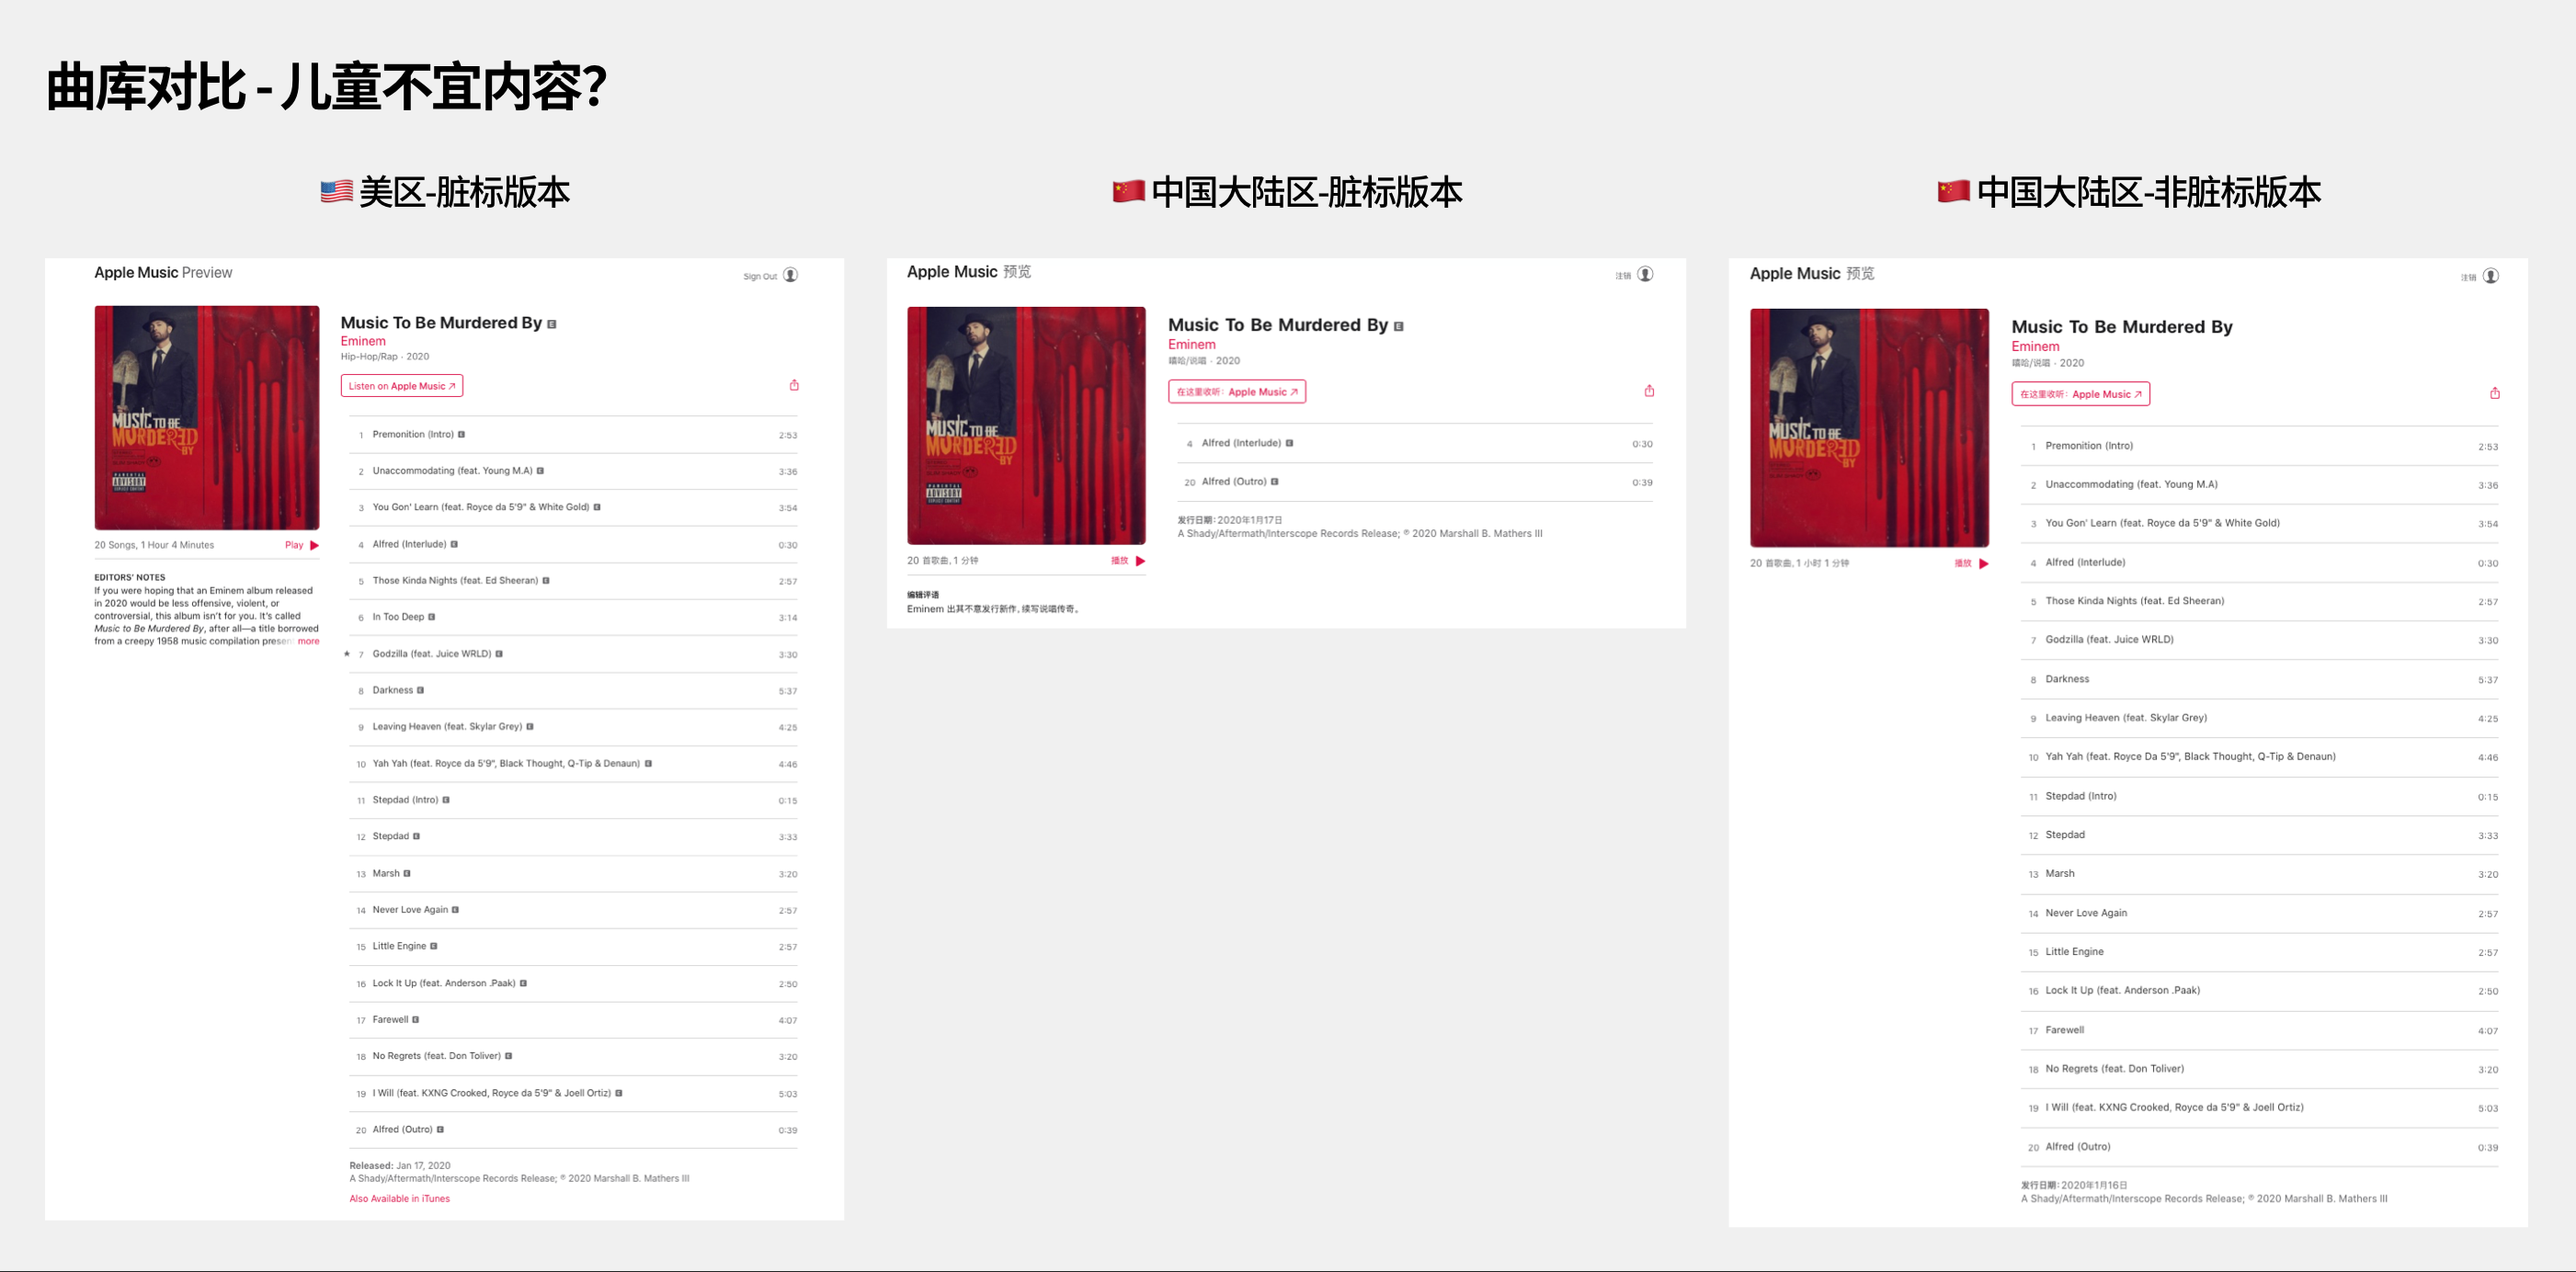 曲库对比 - 儿童不宜内容？
🇺🇸 美区-脏标版本
Apple Music Preview
Sign Out
MUSIC TO BE
MURDERED
BY
PARENTAL
ADVISORY
EXPLICIT CONTENT
20 Songs, 1 Hour 4 Minutes
Play ▶
EDITORS' NOTES
If you were hoping that an Eminem album released
in 2020 would be less offensive, violent, or
controversial, this album isn't for you. It's called
Music to Be Murdered By, after all—a title borrowed
from a creepy 1958 music compilation presen more
Music To Be Murdered By E
Eminem
Hip-Hop/Rap · 2020
Listen on Apple Music ↗
1 Premonition (Intro) E 2:53
2 Unaccommodating (feat. Young M.A) E 3:36
3 You Gon' Learn (feat. Royce da 5'9" & White Gold) E 3:54
4 Alfred (Interlude) E 0:30
5 Those Kinda Nights (feat. Ed Sheeran) E 2:57
6 In Too Deep E 3:14
★ 7 Godzilla (feat. Juice WRLD) E 3:30
8 Darkness E 5:37
9 Leaving Heaven (feat. Skylar Grey) E 4:25
10 Yah Yah (feat. Royce da 5'9", Black Thought, Q-Tip & Denaun) E 4:46
11 Stepdad (Intro) E 0:15
12 Stepdad E 3:33
13 Marsh E 3:20
14 Never Love Again E 2:57
15 Little Engine E 2:57
16 Lock It Up (feat. Anderson .Paak) E 2:50
17 Farewell E 4:07
18 No Regrets (feat. Don Toliver) E 3:20
19 I Will (feat. KXNG Crooked, Royce da 5'9" & Joell Ortiz) E 5:03
20 Alfred (Outro) E 0:39
Released: Jan 17, 2020
A Shady/Aftermath/Interscope Records Release; ℗ 2020 Marshall B. Mathers III
Also Available in iTunes
🇨🇳 中国大陆区-脏标版本
Apple Music 预览
注销
MUSIC TO BE
MURDERED
BY
PARENTAL
ADVISORY
EXPLICIT CONTENT
20 首歌曲, 1 分钟
播放 ▶
编辑评语
Eminem 出其不意发行新作，续写说唱传奇。
Music To Be Murdered By E
Eminem
嘻哈/说唱 · 2020
在这里收听：Apple Music ↗
4 Alfred (Interlude) E 0:30
20 Alfred (Outro) E 0:39
发行日期：2020年1月17日
A Shady/Aftermath/Interscope Records Release; ℗ 2020 Marshall B. Mathers III
🇨🇳 中国大陆区-非脏标版本
Apple Music 预览
注销
MUSIC TO BE
MURDERED
BY
20 首歌曲, 1 小时 1 分钟
播放 ▶
Music To Be Murdered By
Eminem
嘻哈/说唱 · 2020
在这里收听：Apple Music ↗
1 Premonition (Intro) 2:53
2 Unaccommodating (feat. Young M.A) 3:36
3 You Gon' Learn (feat. Royce da 5'9" & White Gold) 3:54
4 Alfred (Interlude) 0:30
5 Those Kinda Nights (feat. Ed Sheeran) 2:57
7 Godzilla (feat. Juice WRLD) 3:30
8 Darkness 5:37
9 Leaving Heaven (feat. Skylar Grey) 4:25
10 Yah Yah (feat. Royce Da 5'9", Black Thought, Q-Tip & Denaun) 4:46
11 Stepdad (Intro) 0:15
12 Stepdad 3:33
13 Marsh 3:20
14 Never Love Again 2:57
15 Little Engine 2:57
16 Lock It Up (feat. Anderson .Paak) 2:50
17 Farewell 4:07
18 No Regrets (feat. Don Toliver) 3:20
19 I Will (feat. KXNG Crooked, Royce da 5'9" & Joell Ortiz) 5:03
20 Alfred (Outro) 0:39
发行日期：2020年1月16日
A Shady/Aftermath/Interscope Records Release; ℗ 2020 Marshall B. Mathers III